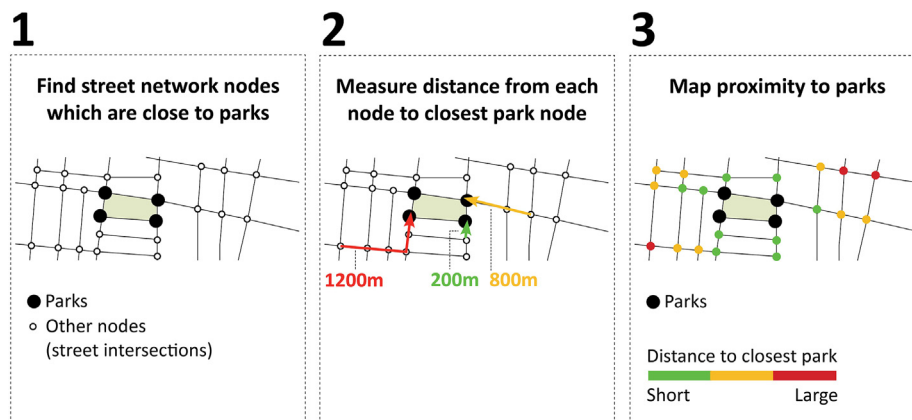 1
Find street network nodes
which are close to parks
Parks
Other nodes
(street intersections)
2
Measure distance from each
node to closest park node
1200m
200m
800m
3
Map proximity to parks
Parks
Distance to closest park
Short
Large